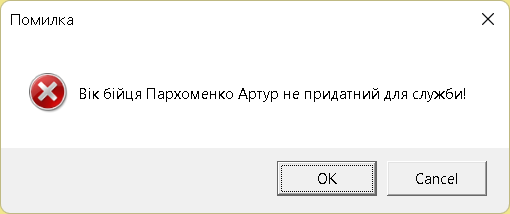 Помилка
Вік бійця Пархоменко Артур не придатний для служби!
OK
Cancel